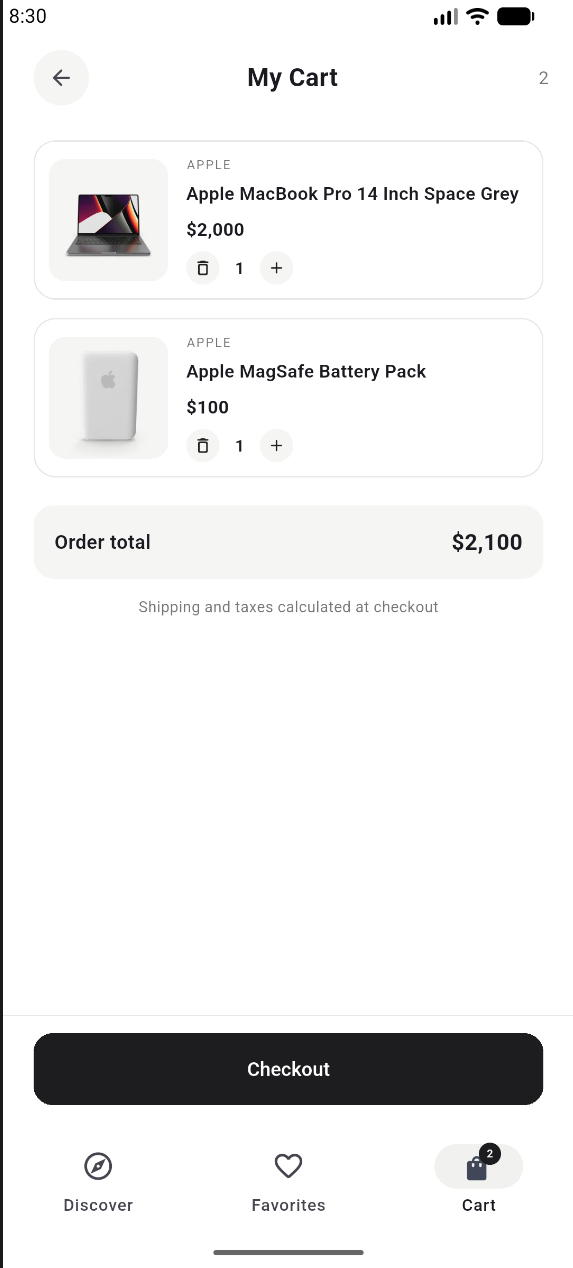 8:30
My Cart
2
APPLE
Apple MacBook Pro 14 Inch Space Grey
$2,000
1
APPLE
Apple MagSafe Battery Pack
$100
1
Order total
$2,100
Shipping and taxes calculated at checkout
Checkout
2
Discover
Favorites
Cart